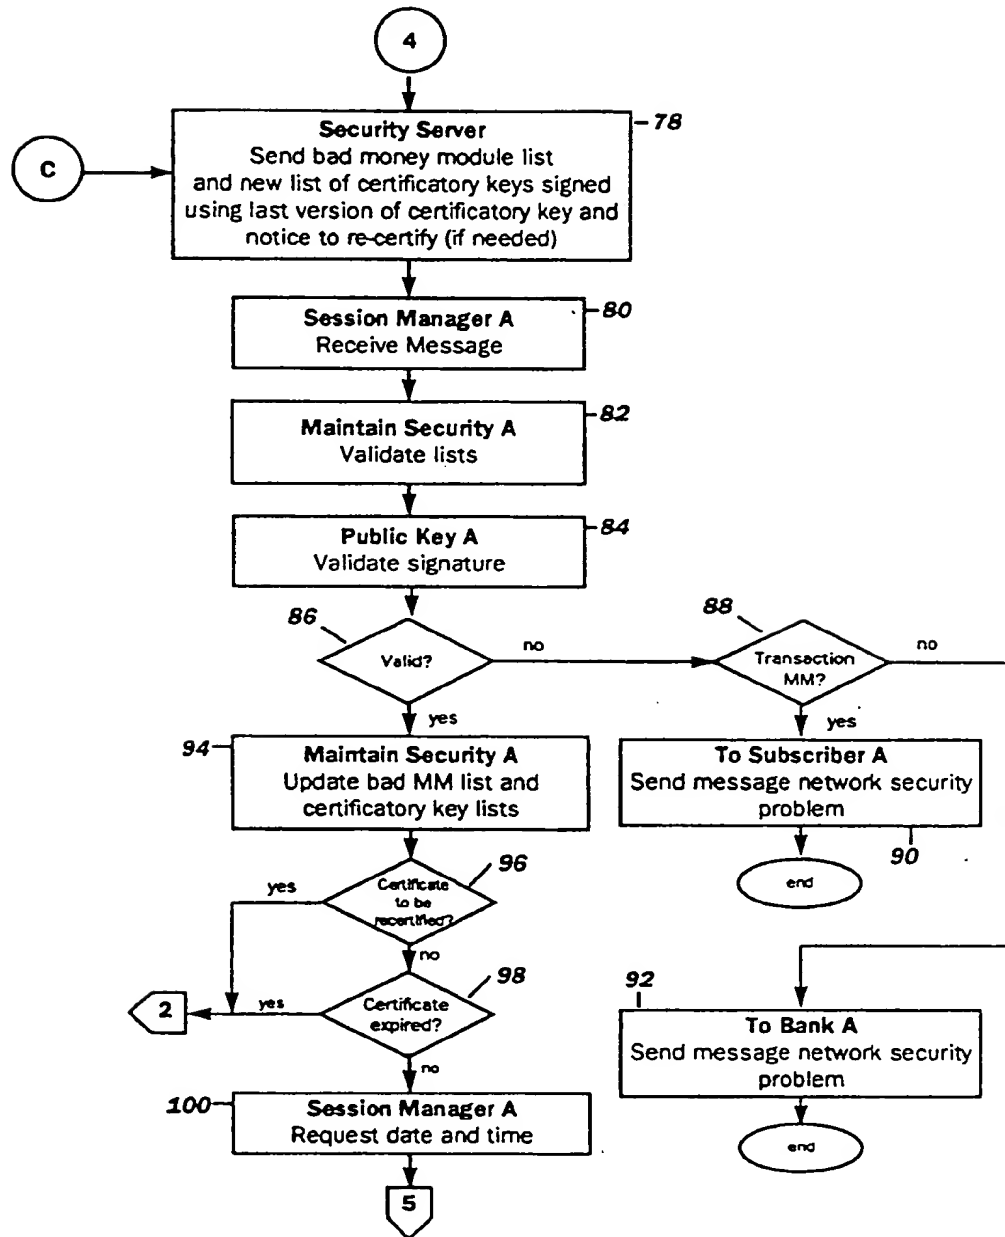 4
C
Security Server
Send bad money module list
and new list of certificatory keys signed
using last version of certificatory key and
notice to re-certify (if needed)
78
Session Manager A
Receive Message
80
Maintain Security A
Validate lists
82
Public Key A
Validate signature
84
86
Valid?
no
yes
88
Transaction
MM?
no
yes
94
Maintain Security A
Update bad MM list and
certificatory key lists
To Subscriber A
Send message network security
problem
90
end
96
Certificate
to be
recertified?
yes
no
98
Certificate
expired?
yes
no
2
92
To Bank A
Send message network security
problem
end
100
Session Manager A
Request date and time
5